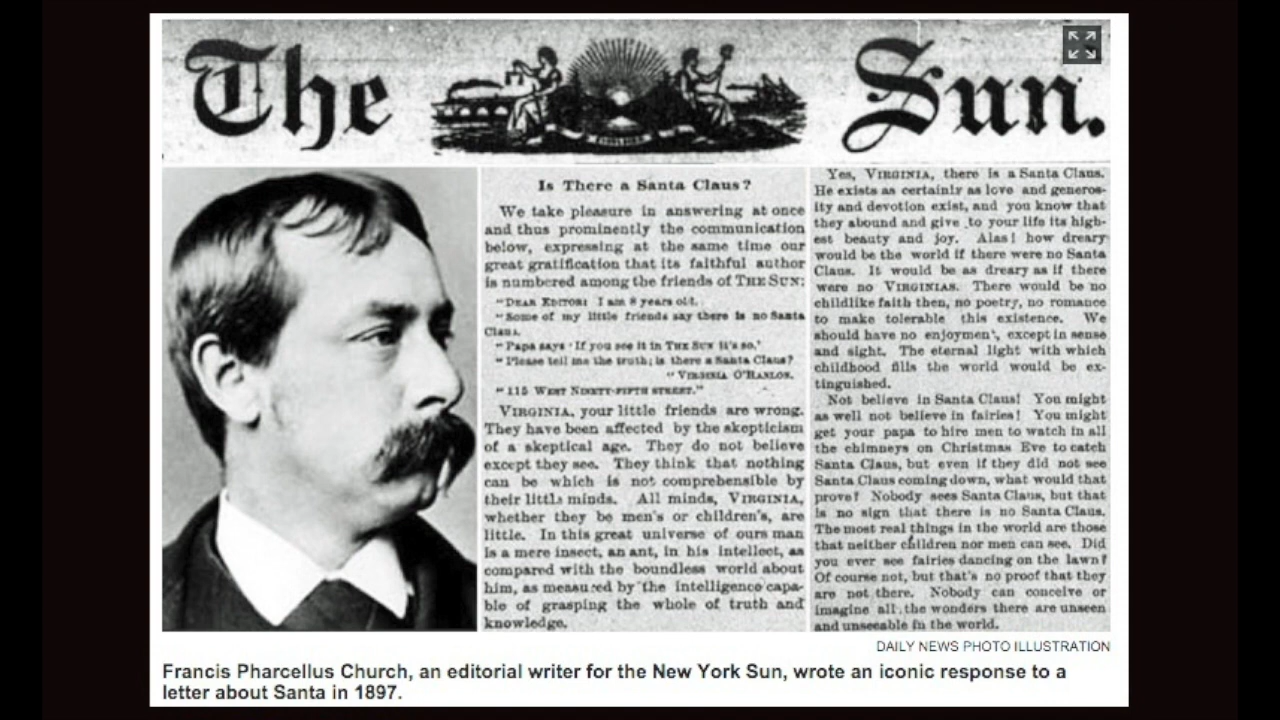 The Sun.
Is There a Santa Claus?
We take pleasure in answering at once
and thus prominently the communication
below, expressing at the same time our
great gratification that its faithful author
is numbered among the friends of THE SUN:
"DEAR EDITOR: I am 8 years old.
"Some of my little friends say there is no Santa
Claus.
"Papa says 'If you see it in THE SUN it's so.'
"Please tell me the truth; is there a Santa Claus?
"VIRGINIA O'HANLON.
"115 WEST NINETY-FIFTH STREET."
VIRGINIA, your little friends are wrong.
They have been affected by the skepticism
of a skeptical age. They do not believe
except they see. They think that nothing
can be which is not comprehensible by
their little minds. All minds, VIRGINIA,
whether they be men's or children's, are
little. In this great universe of ours man
is a mere insect, an ant, in his intellect, as
compared with the boundless world about
him, as measured by the intelligence capa-
ble of grasping the whole of truth and
knowledge.
Yes, VIRGINIA, there is a Santa Claus.
He exists as certainly as love and generos-
ity and devotion exist, and you know that
they abound and give to your life its high-
est beauty and joy. Alas! how dreary
would be the world if there were no Santa
Claus. It would be as dreary as if there
were no VIRGINIAS. There would be no
childlike faith then, no poetry, no romance
to make tolerable this existence. We
should have no enjoyment, except in sense
and sight. The eternal light with which
childhood fills the world would be ex-
tinguished.
Not believe in Santa Claus! You might
as well not believe in fairies! You might
get your papa to hire men to watch in all
the chimneys on Christmas Eve to catch
Santa Claus, but even if they did not see
Santa Claus coming down, what would that
prove? Nobody sees Santa Claus, but that
is no sign that there is no Santa Claus.
The most real things in the world are those
that neither children nor men can see. Did
you ever see fairies dancing on the lawn?
Of course not, but that's no proof that they
are not there. Nobody can conceive or
imagine all the wonders there are unseen
and unseeable in the world.
DAILY NEWS PHOTO ILLUSTRATION
Francis Pharcellus Church, an editorial writer for the New York Sun, wrote an iconic response to a
letter about Santa in 1897.